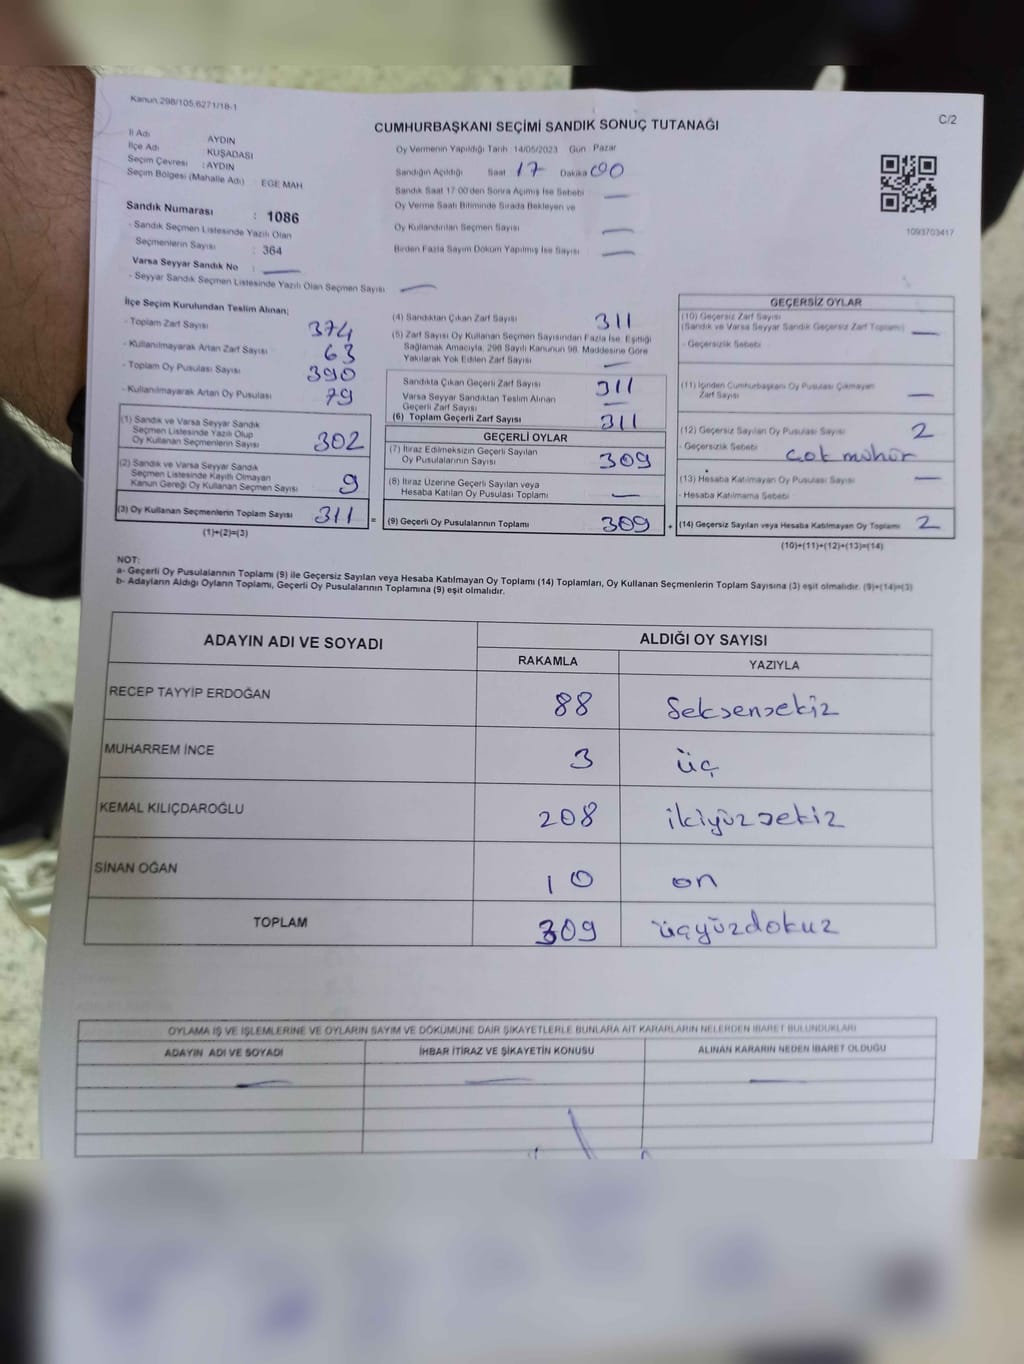 Kanun.298/105,6271/18-1
C/2
CUMHURBAŞKANI SEÇİMİ SANDIK SONUÇ TUTANAĞI
İl Adı AYDIN
İlçe Adı : KUŞADASI
Seçim Çevresi : AYDIN
Seçim Bölgesi (Mahalle Adı) EGE MAH
Oy Vermenin Yapıldığı Tarih 14/05/2023 Gün Pazar
Sandığın Açıldığı Saat 17 Dakika 00
Sandık Saat 17:00'den Sonra Açılmış İse Sebebi —
Oy Verme Saati Bitiminde Sırada Bekleyen ve
Oy Kullandırılan Seçmen Sayısı —
Birden Fazla Sayım Döküm Yapılmış İse Sayısı —
1093703417
Sandık Numarası : 1086
- Sandık Seçmen Listesinde Yazılı Olan
Seçmenlerin Sayısı : 364
Varsa Seyyar Sandık No : —
- Seyyar Sandık Seçmen Listesinde Yazılı Olan Seçmen Sayısı —
İlçe Seçim Kurulundan Teslim Alınan;
- Toplam Zarf Sayısı 374
- Kullanılmayarak Artan Zarf Sayısı 63
- Toplam Oy Pusulası Sayısı 390
- Kullanılmayarak Artan Oy Pusulası 79
(1) Sandık ve Varsa Seyyar Sandık
Seçmen Listesinde Yazılı Olup
Oy Kullanan Seçmenlerin Sayısı 302
(2) Sandık ve Varsa Seyyar Sandık
Seçmen Listesinde Kayıtlı Olmayan
Kanun Gereği Oy Kullanan Seçmen Sayısı 9
(3) Oy Kullanan Seçmenlerin Toplam Sayısı 311 =
(1)+(2)=(3)
(4) Sandıktan Çıkan Zarf Sayısı 311
(5) Zarf Sayısı Oy Kullanan Seçmen Sayısından Fazla İse, Eşitliği
Sağlamak Amacıyla, 298 Sayılı Kanunun 98. Maddesine Göre
Yakılarak Yok Edilen Zarf Sayısı —
Sandıkta Çıkan Geçerli Zarf Sayısı 311
Varsa Seyyar Sandıktan Teslim Alınan
Geçerli Zarf Sayısı —
(6) Toplam Geçerli Zarf Sayısı 311
GEÇERLİ OYLAR
(7) İtiraz Edilmeksizin Geçerli Sayılan
Oy Pusulalarının Sayısı 309
(8) İtiraz Üzerine Geçerli Sayılan veya
Hesaba Katılan Oy Pusulası Toplamı —
(9) Geçerli Oy Pusulalarının Toplamı 309 +
GEÇERSİZ OYLAR
(10) Geçersiz Zarf Sayısı
(Sandık ve Varsa Seyyar Sandık Geçersiz Zarf Toplamı) —
- Geçersizlik Sebebi
(11) İçinden Cumhurbaşkanı Oy Pusulası Çıkmayan
Zarf Sayısı —
(12) Geçersiz Sayılan Oy Pusulası Sayısı 2
- Geçersizlik Sebebi çok mühür
(13) Hesaba Katılmayan Oy Pusulası Sayısı —
- Hesaba Katılmama Sebebi
(14) Geçersiz Sayılan veya Hesaba Katılmayan Oy Toplamı 2
(10)+(11)+(12)+(13)=(14)
NOT:
a- Geçerli Oy Pusulalarının Toplamı (9) ile Geçersiz Sayılan veya Hesaba Katılmayan Oy Toplamı (14) Toplamları, Oy Kullanan Seçmenlerin Toplam Sayısına (3) eşit olmalıdır. (9)+(14)=(3)
b- Adayların Aldığı Oyların Toplamı, Geçerli Oy Pusulalarının Toplamına (9) eşit olmalıdır.
ADAYIN ADI VE SOYADI ALDIĞI OY SAYISI
RAKAMLA YAZIYLA
RECEP TAYYİP ERDOĞAN 88 Seksensekiz
MUHARREM İNCE 3 üç
KEMAL KILIÇDAROĞLU 208 ikiyüzsekiz
SİNAN OĞAN 10 on
TOPLAM 309 üçyüzdokuz
OYLAMA İŞ VE İŞLEMLERİNE VE OYLARIN SAYIM VE DÖKÜMÜNE DAİR ŞİKAYETLERLE BUNLARA AİT KARARLARIN NELERDEN İBARET BULUNDUKLARI
ADAYIN ADI VE SOYADI İHBAR İTİRAZ VE ŞİKAYETİN KONUSU ALINAN KARARIN NEDEN İBARET OLDUĞU
— — —